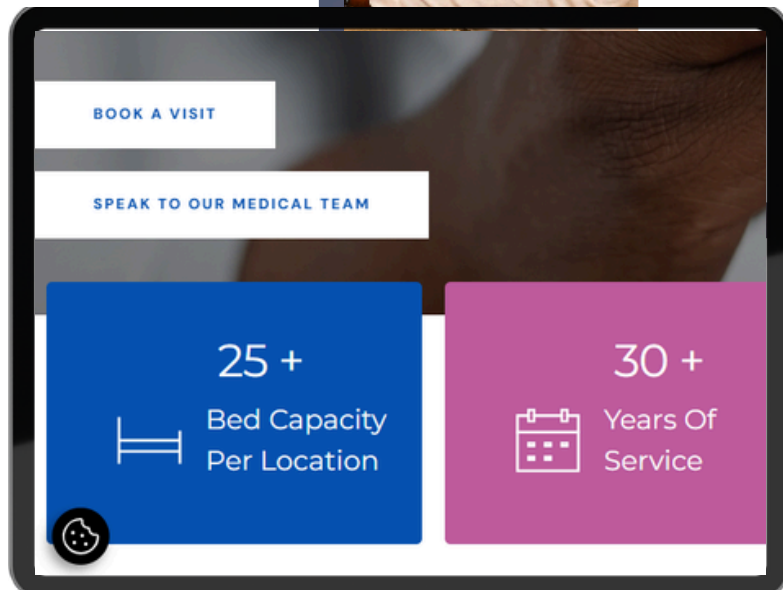 BOOK A VISIT
SPEAK TO OUR MEDICAL TEAM
25 +
Bed Capacity
Per Location
30 +
Years Of
Service